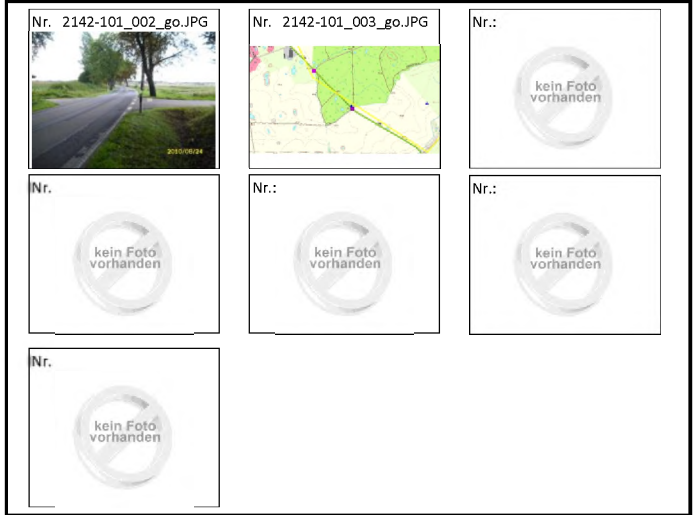 Nr. 2142-101_002_go.JPG
Nr. 2142-101_003_go.JPG
Nr.:
2010/06/24
kein Foto
vorhanden
Nr.
Nr.:
Nr.:
kein Foto
vorhanden
kein Foto
vorhanden
kein Foto
vorhanden
Nr.
kein Foto
vorhanden